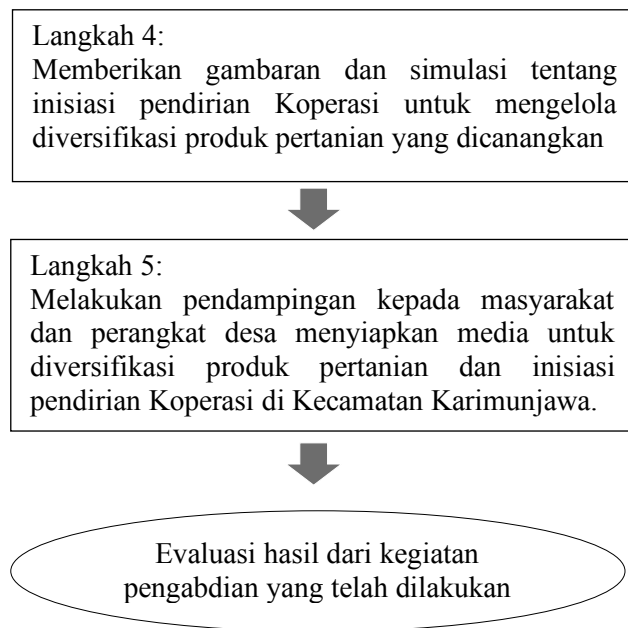 Langkah 4:
Memberikan gambaran dan simulasi tentang
inisiasi pendirian Koperasi untuk mengelola
diversifikasi produk pertanian yang dicanangkan
Langkah 5:
Melakukan pendampingan kepada masyarakat
dan perangkat desa menyiapkan media untuk
diversifikasi produk pertanian dan inisiasi
pendirian Koperasi di Kecamatan Karimunjawa.
Evaluasi hasil dari kegiatan
pengabdian yang telah dilakukan